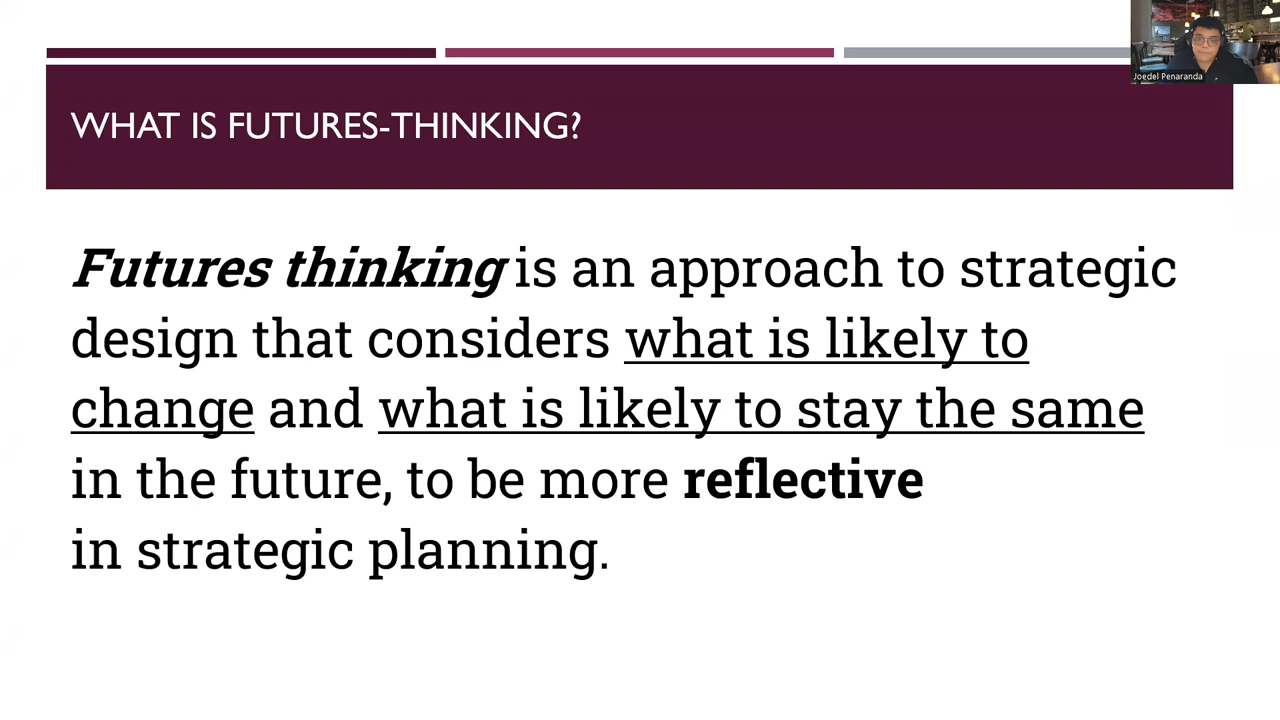 Joedel Penaranda
WHAT IS FUTURES-THINKING?
Futures thinking is an approach to strategic
design that considers what is likely to
change and what is likely to stay the same
in the future, to be more reflective
in strategic planning.